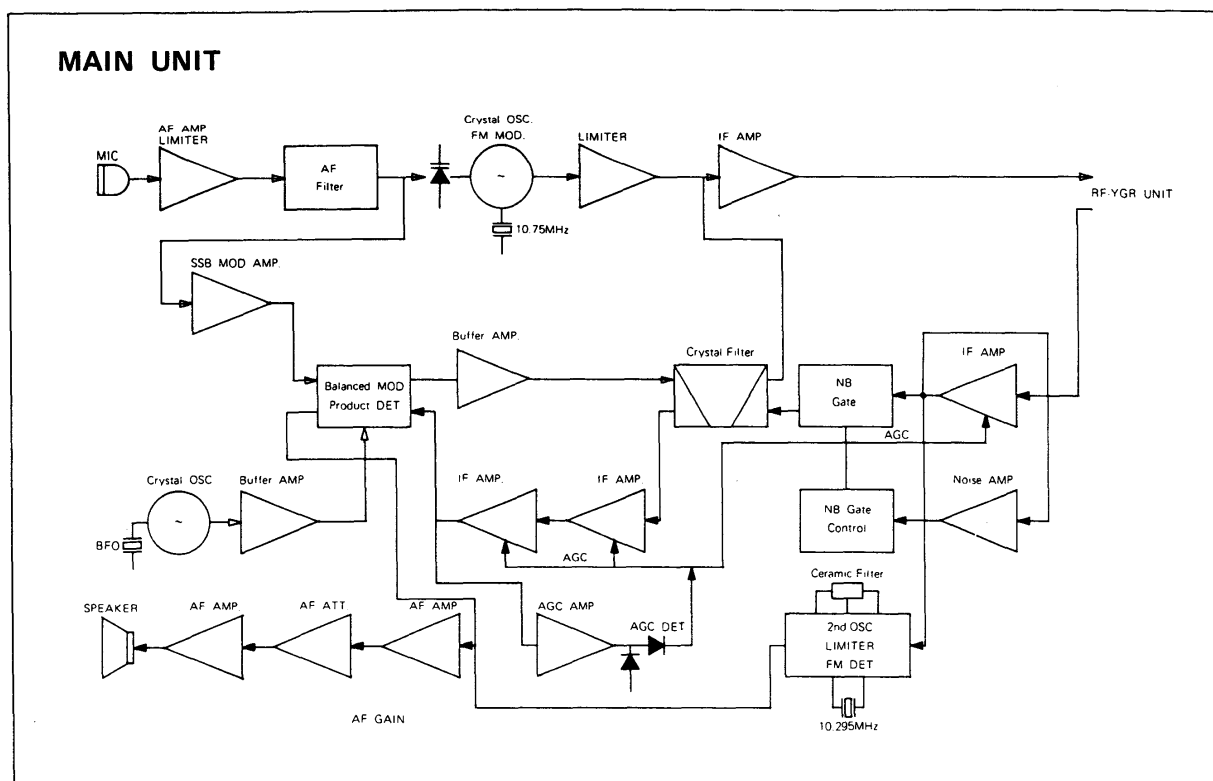 MAIN UNIT
MIC
AF AMP
LIMITER
AF
Filter
Crystal OSC.
FM MOD.
~
10.75MHz
LIMITER
IF AMP
RF-YGR UNIT
SSB MOD AMP.
Balanced MOD
Product DET
Buffer AMP.
Crystal Filter
NB
Gate
IF AMP
AGC
Crystal OSC
~
BFO
Buffer AMP
IF AMP.
IF AMP.
AGC
NB Gate
Control
Noise AMP
SPEAKER
AF AMP.
AF ATT.
AF AMP
AGC AMP
AGC DET
Ceramic Filter
2nd OSC
LIMITER
FM DET
10.295MHz
AF GAIN